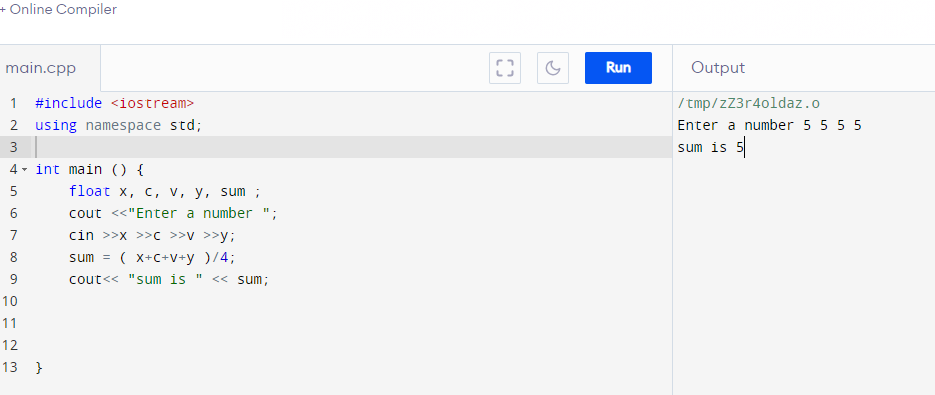 + Online Compiler
main.cpp
Run
Output
1 #include <iostream>
2 using namespace std;
3
4 int main () {
5     float x, c, v, y, sum ;
6     cout <<"Enter a number ";
7     cin >>x >>c >>v >>y;
8     sum = ( x+c+v+y )/4;
9     cout<< "sum is " << sum;
10
11
12
13 }
/tmp/zZ3r4oldaz.o
Enter a number 5 5 5 5
sum is 5